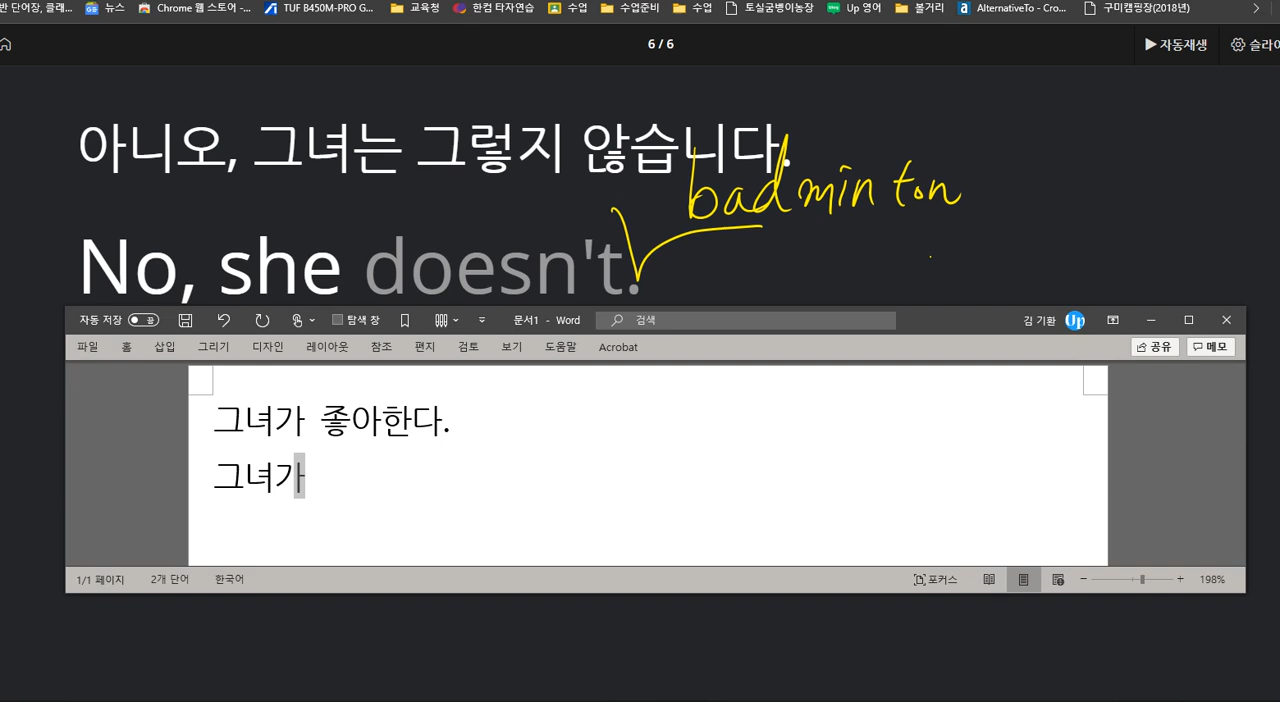 반 단어장, 클래... 뉴스 Chrome 웹 스토어 -... TUF B450M-PRO G... 교육청 한컴 타자연습 수업 수업준비 수업 토실굼벵이농장 Up 영어 볼거리 AlternativeTo - Cro... 구미캠핑장(2018년)
6 / 6 자동재생 슬라이
아니오, 그녀는 그렇지 않습니다.
badminton
No, she doesn't.
자동 저장 끔 탐색 창 문서1 - Word 검색 김 기환 Up
파일 홈 삽입 그리기 디자인 레이아웃 참조 편지 검토 보기 도움말 Acrobat 공유 메모
그녀가 좋아한다.
그녀가
1/1 페이지 2개 단어 한국어 포커스 198%